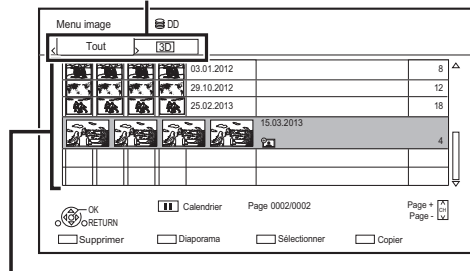 Menu image DD
Tout 3D
03.01.2012 8
29.10.2012 12
25.02.2013 18
15.03.2013
4
OK
RETURN
Calendrier Page 0002/0002
Page +
Page -
CH
Supprimer Diaporama Sélectionner Copier